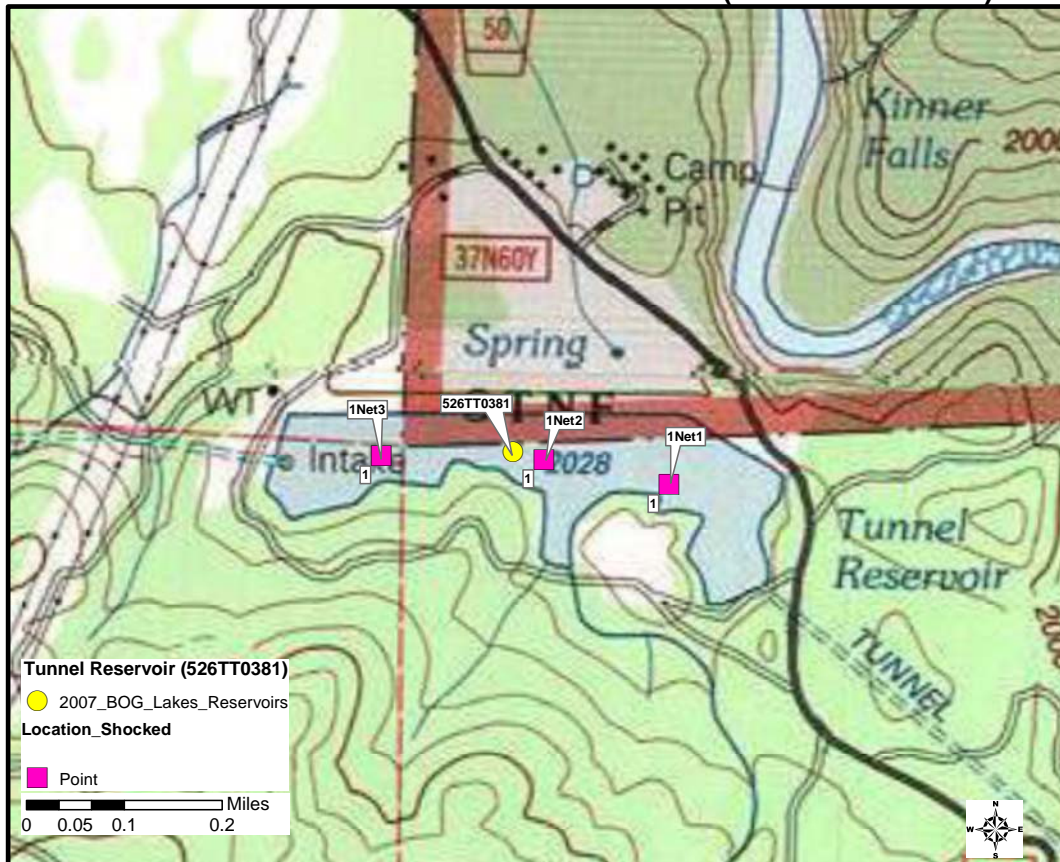 50
Kinner
Falls
2000
Camp
P
Pit
37N60Y
Spring
WT
526TT0381
1Net3
1Net2
1Net1
Intake
2028
1
1
1
Tunnel
Reservoir
TUNNEL
Tunnel Reservoir (526TT0381)
2007_BOG_Lakes_Reservoirs
Location_Shocked
Point
Miles
0 0.05 0.1 0.2
N
W E
S